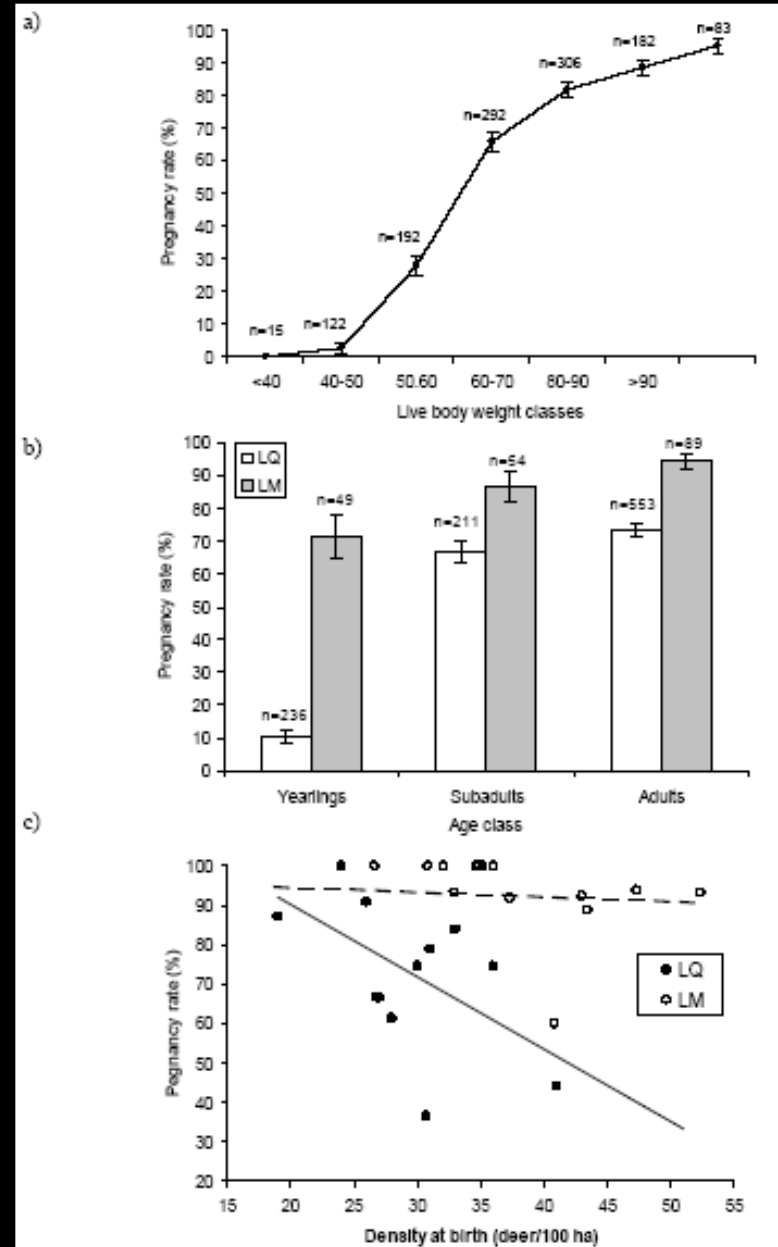 a)
100
90
80
70
60
50
40
30
20
10
0
Pregnancy rate (%)
n=15
n=122
n=192
n=292
n=306
n=182
n=83
<40 40-50 50.60 60-70 80-90 >90
Live body weight classes
b)
100
90
80
70
60
50
40
30
20
10
0
Pregnancy rate (%)
LQ
LM
n=236
n=49
n=211
n=54
n=553
n=89
Yearlings Subadults Adults
Age class
c)
100
90
80
70
60
50
40
30
20
Pegnancy rate (%)
LQ
LM
15 20 25 30 35 40 45 50 55
Density at birth (deer/100 ha)